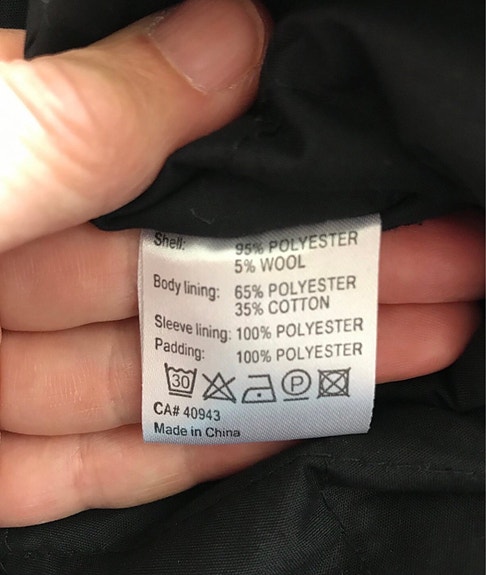 Shell: 95% POLYESTER
5% WOOL
Body lining: 65% POLYESTER
35% COTTON
Sleeve lining: 100% POLYESTER
Padding: 100% POLYESTER
30 P
CA# 40943
Made in China